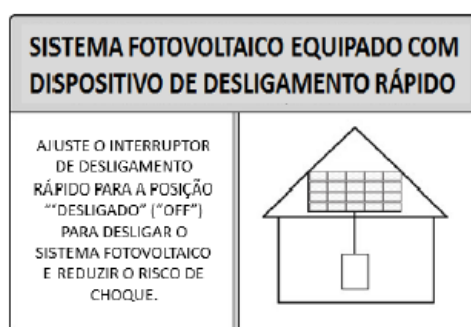 SISTEMA FOTOVOLTAICO EQUIPADO COM
DISPOSITIVO DE DESLIGAMENTO RÁPIDO
AJUSTE O INTERRUPTOR
DE DESLIGAMENTO
RÁPIDO PARA A POSIÇÃO
""DESLIGADO" ("OFF")
PARA DESLIGAR O
SISTEMA FOTOVOLTAICO
E REDUZIR O RISCO DE
CHOQUE.